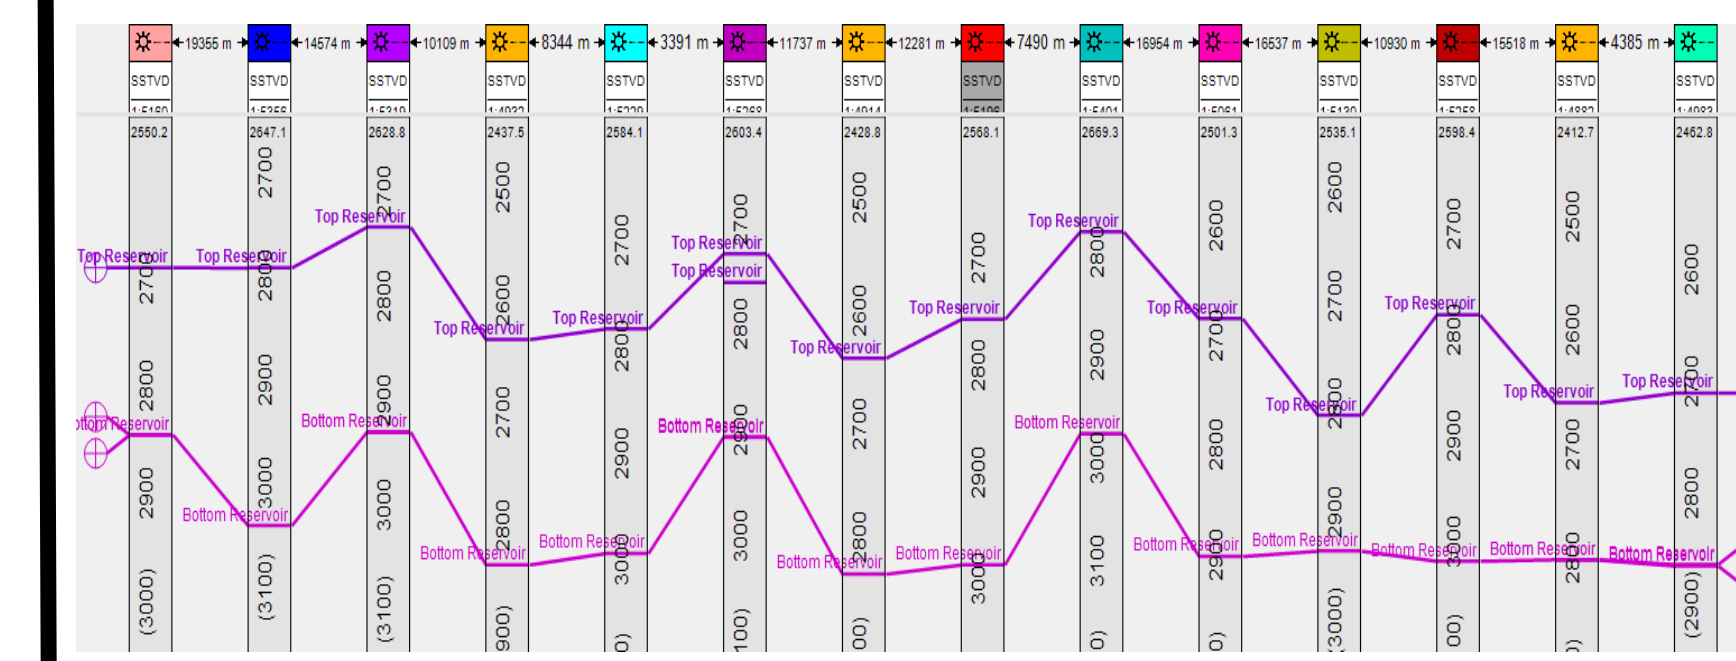 19355 m 14574 m 10109 m 8344 m 3391 m 11737 m 12281 m 7490 m 16954 m 16537 m 10930 m 15518 m 4385 m
SSTVD SSTVD SSTVD SSTVD SSTVD SSTVD SSTVD SSTVD SSTVD SSTVD SSTVD SSTVD SSTVD SSTVD
2550.2 2647.1 2628.8 2437.5 2584.1 2603.4 2428.8 2568.1 2669.3 2501.3 2535.1 2598.4 2412.7 2462.8
Top Reservoir
2700
2800
Bottom Reservoir
2900
(3000)
2700
Top Reservoir
2800
2900
3000
Bottom Reservoir
(3100)
2700
Top Reservoir
2800
2900
Bottom Reservoir
3000
(3100)
2500
2600
Top Reservoir
2700
2800
Bottom Reservoir
2700
Top Reservoir
2800
2900
Bottom Reservoir
3000
2700
Top Reservoir
Top Reservoir
2800
2900
Bottom Reservoir
3000
2500
2600
Top Reservoir
2700
2800
Bottom Reservoir
2700
Top Reservoir
2800
2900
Bottom Reservoir
3000
Top Reservoir
2800
2900
Bottom Reservoir
3000
3100
2600
Top Reservoir
2700
2800
Bottom Reservoir
2900
2600
2700
Top Reservoir
2800
2900
Bottom Reservoir
(3000)
2700
Top Reservoir
2800
2900
Bottom Reservoir
3000
2500
2600
Top Reservoir
2700
Bottom Reservoir
2800
2600
Top Reservoir
2700
2800
Bottom Reservoir
(2900)